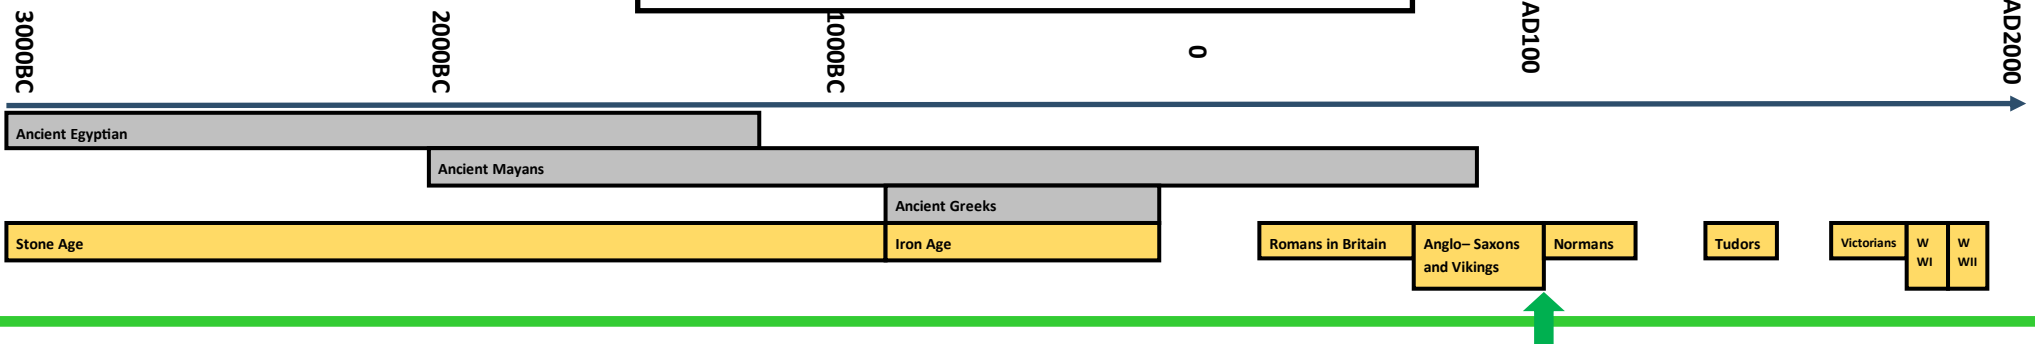 3000BC
2000BC
1000BC
0
AD100
AD2000
Ancient Egyptian
Ancient Mayans
Ancient Greeks
Stone Age
Iron Age
Romans in Britain
Anglo– Saxons
and Vikings
Normans
Tudors
Victorians
W
WI
W
WII